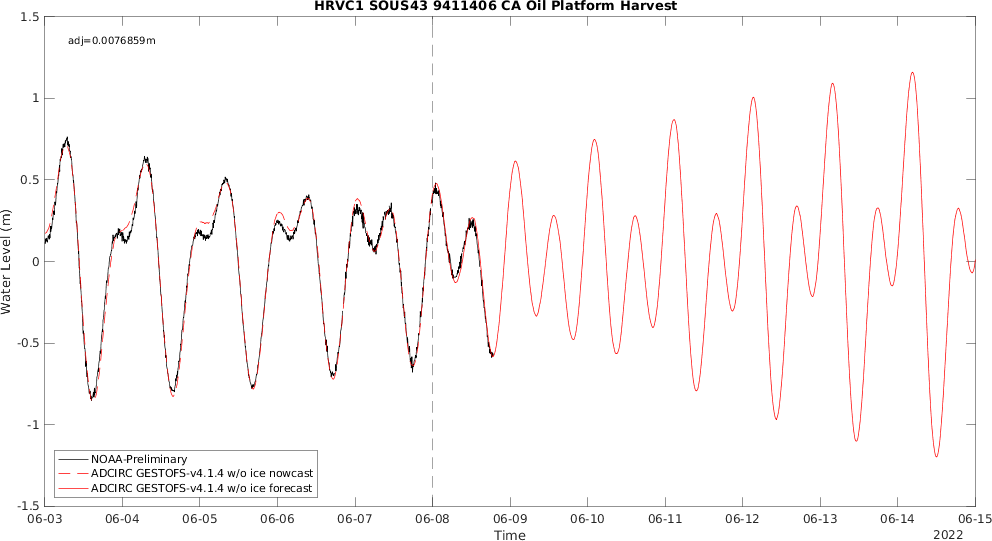 HRVC1 SOUS43 9411406 CA Oil Platform Harvest
adj=0.0076859m
1.5
1
0.5
0
-0.5
-1
-1.5
Water Level (m)
NOAA-Preliminary
ADCIRC GESTOFS-v4.1.4 w/o ice nowcast
ADCIRC GESTOFS-v4.1.4 w/o ice forecast
06-03 06-04 06-05 06-06 06-07 06-08 06-09 06-10 06-11 06-12 06-13 06-14 06-15
Time
2022